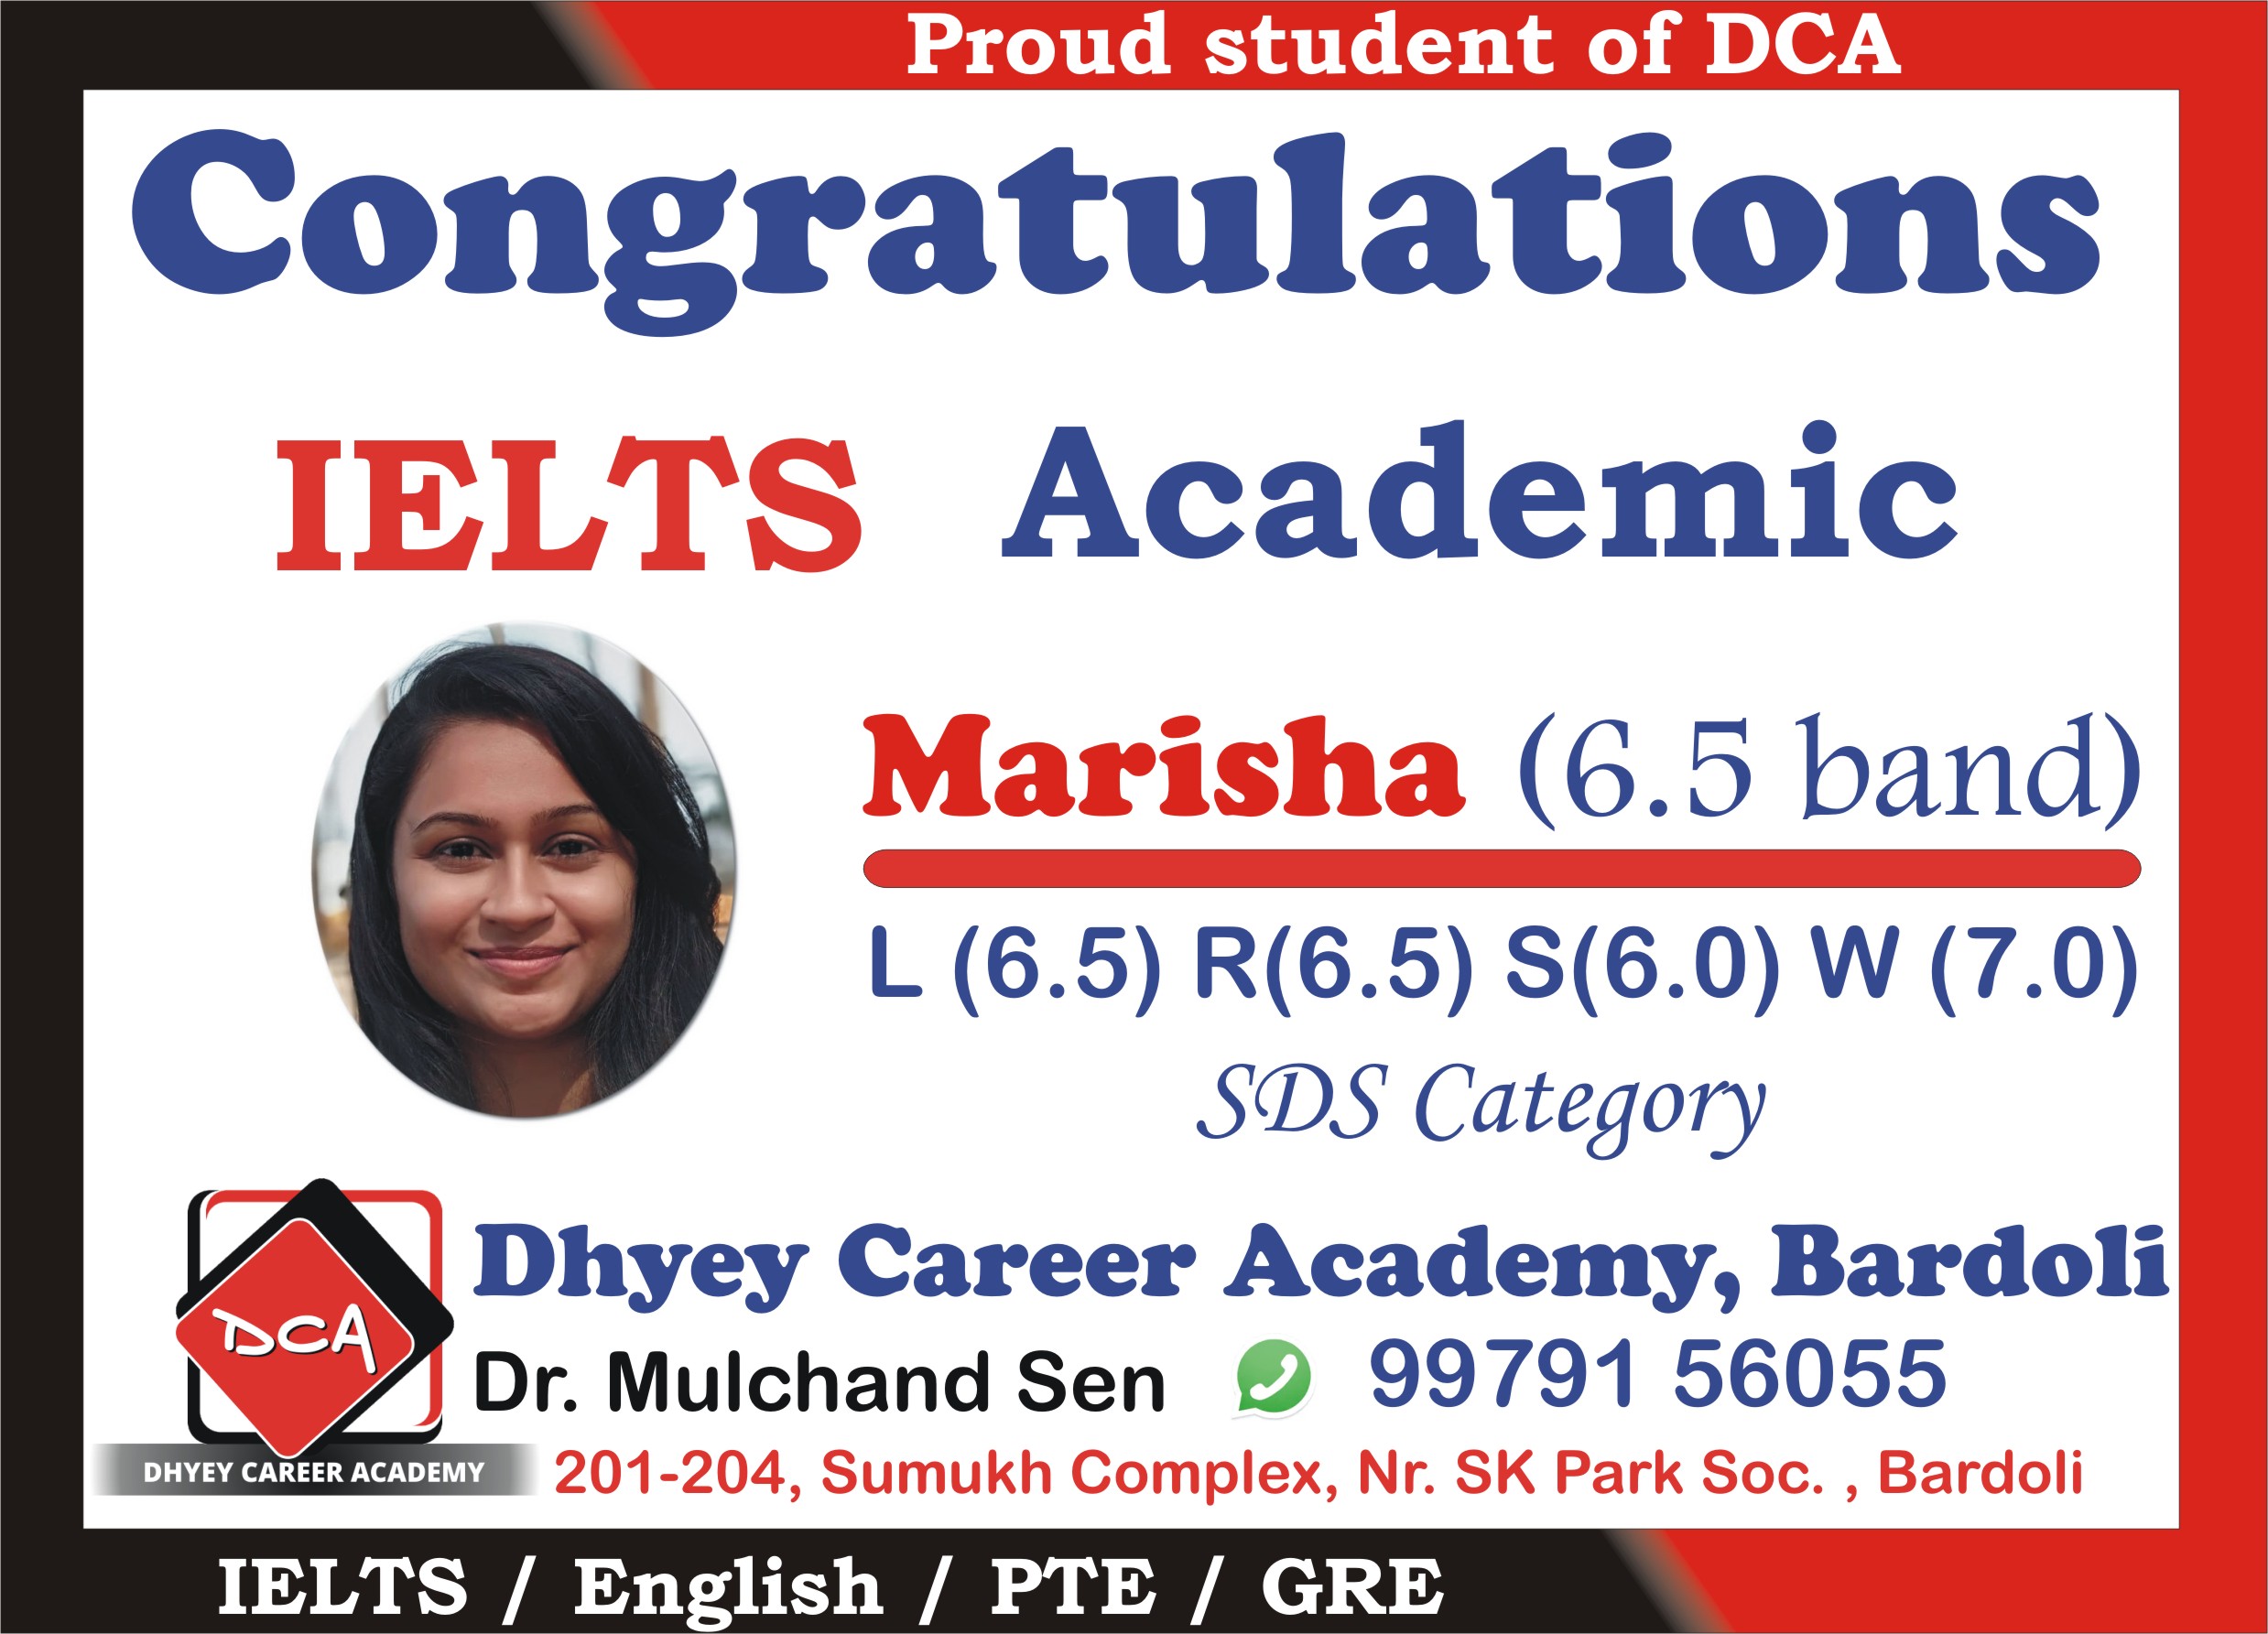 Proud student of DCA
Congratulations
IELTS Academic
Marisha (6.5 band)
L (6.5) R(6.5) S(6.0) W (7.0)
SDS Category
Dhyey Career Academy, Bardoli
DCA
Dr. Mulchand Sen 99791 56055
DHYEY CAREER ACADEMY
201-204, Sumukh Complex, Nr. SK Park Soc. , Bardoli
IELTS / English / PTE / GRE